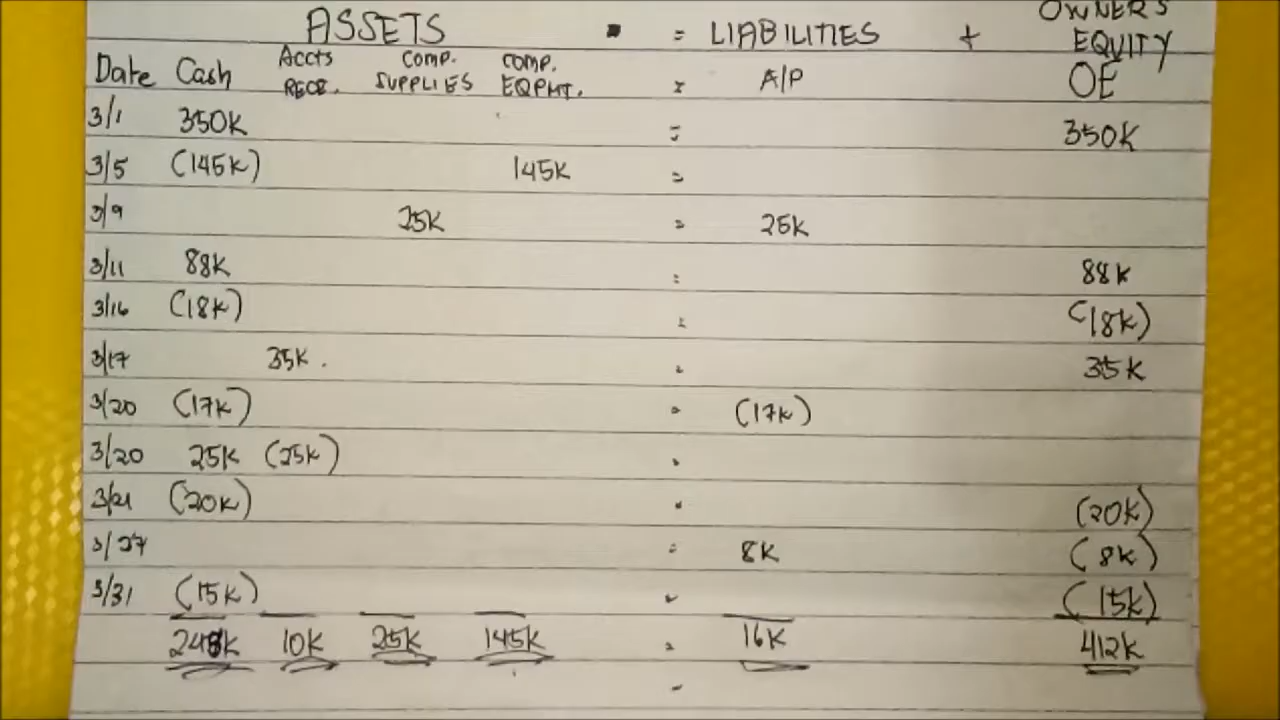 ASSETS = LIABILITIES + OWNER'S EQUITY
Date Cash Accts RECB. COMP. SUPPLIES COMP. EQPMT. = A/P OE
3/1 350K = 350K
3/5 (145K) 145K =
3/9 25K = 25K
3/11 88K = 88K
3/16 (18K) = (18K)
3/17 35K. = 35K
3/20 (17K) = (17K)
3/20 25K (25K) =
3/21 (20K) = (20K)
3/27 = 8K (8K)
3/31 (15K) = (15K)
248K 10K 25K 145K = 16K 412K
=